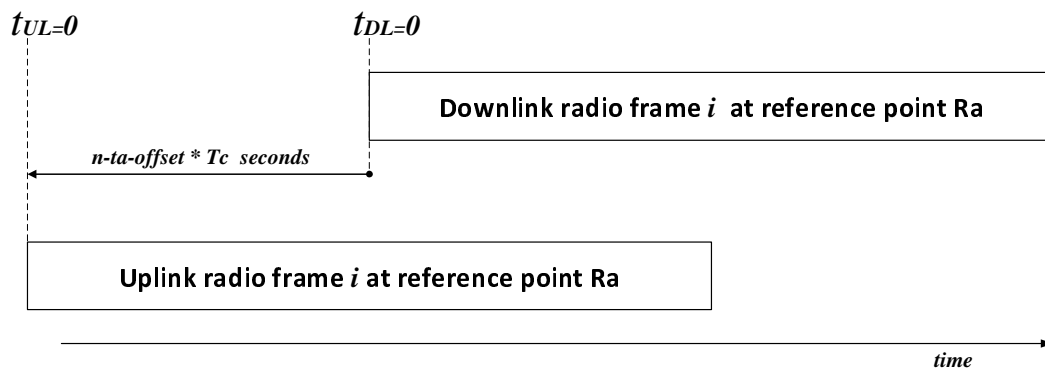 tUL=0
tDL=0
Downlink radio frame i at reference point Ra
n-ta-offset * Tc seconds
Uplink radio frame i at reference point Ra
time